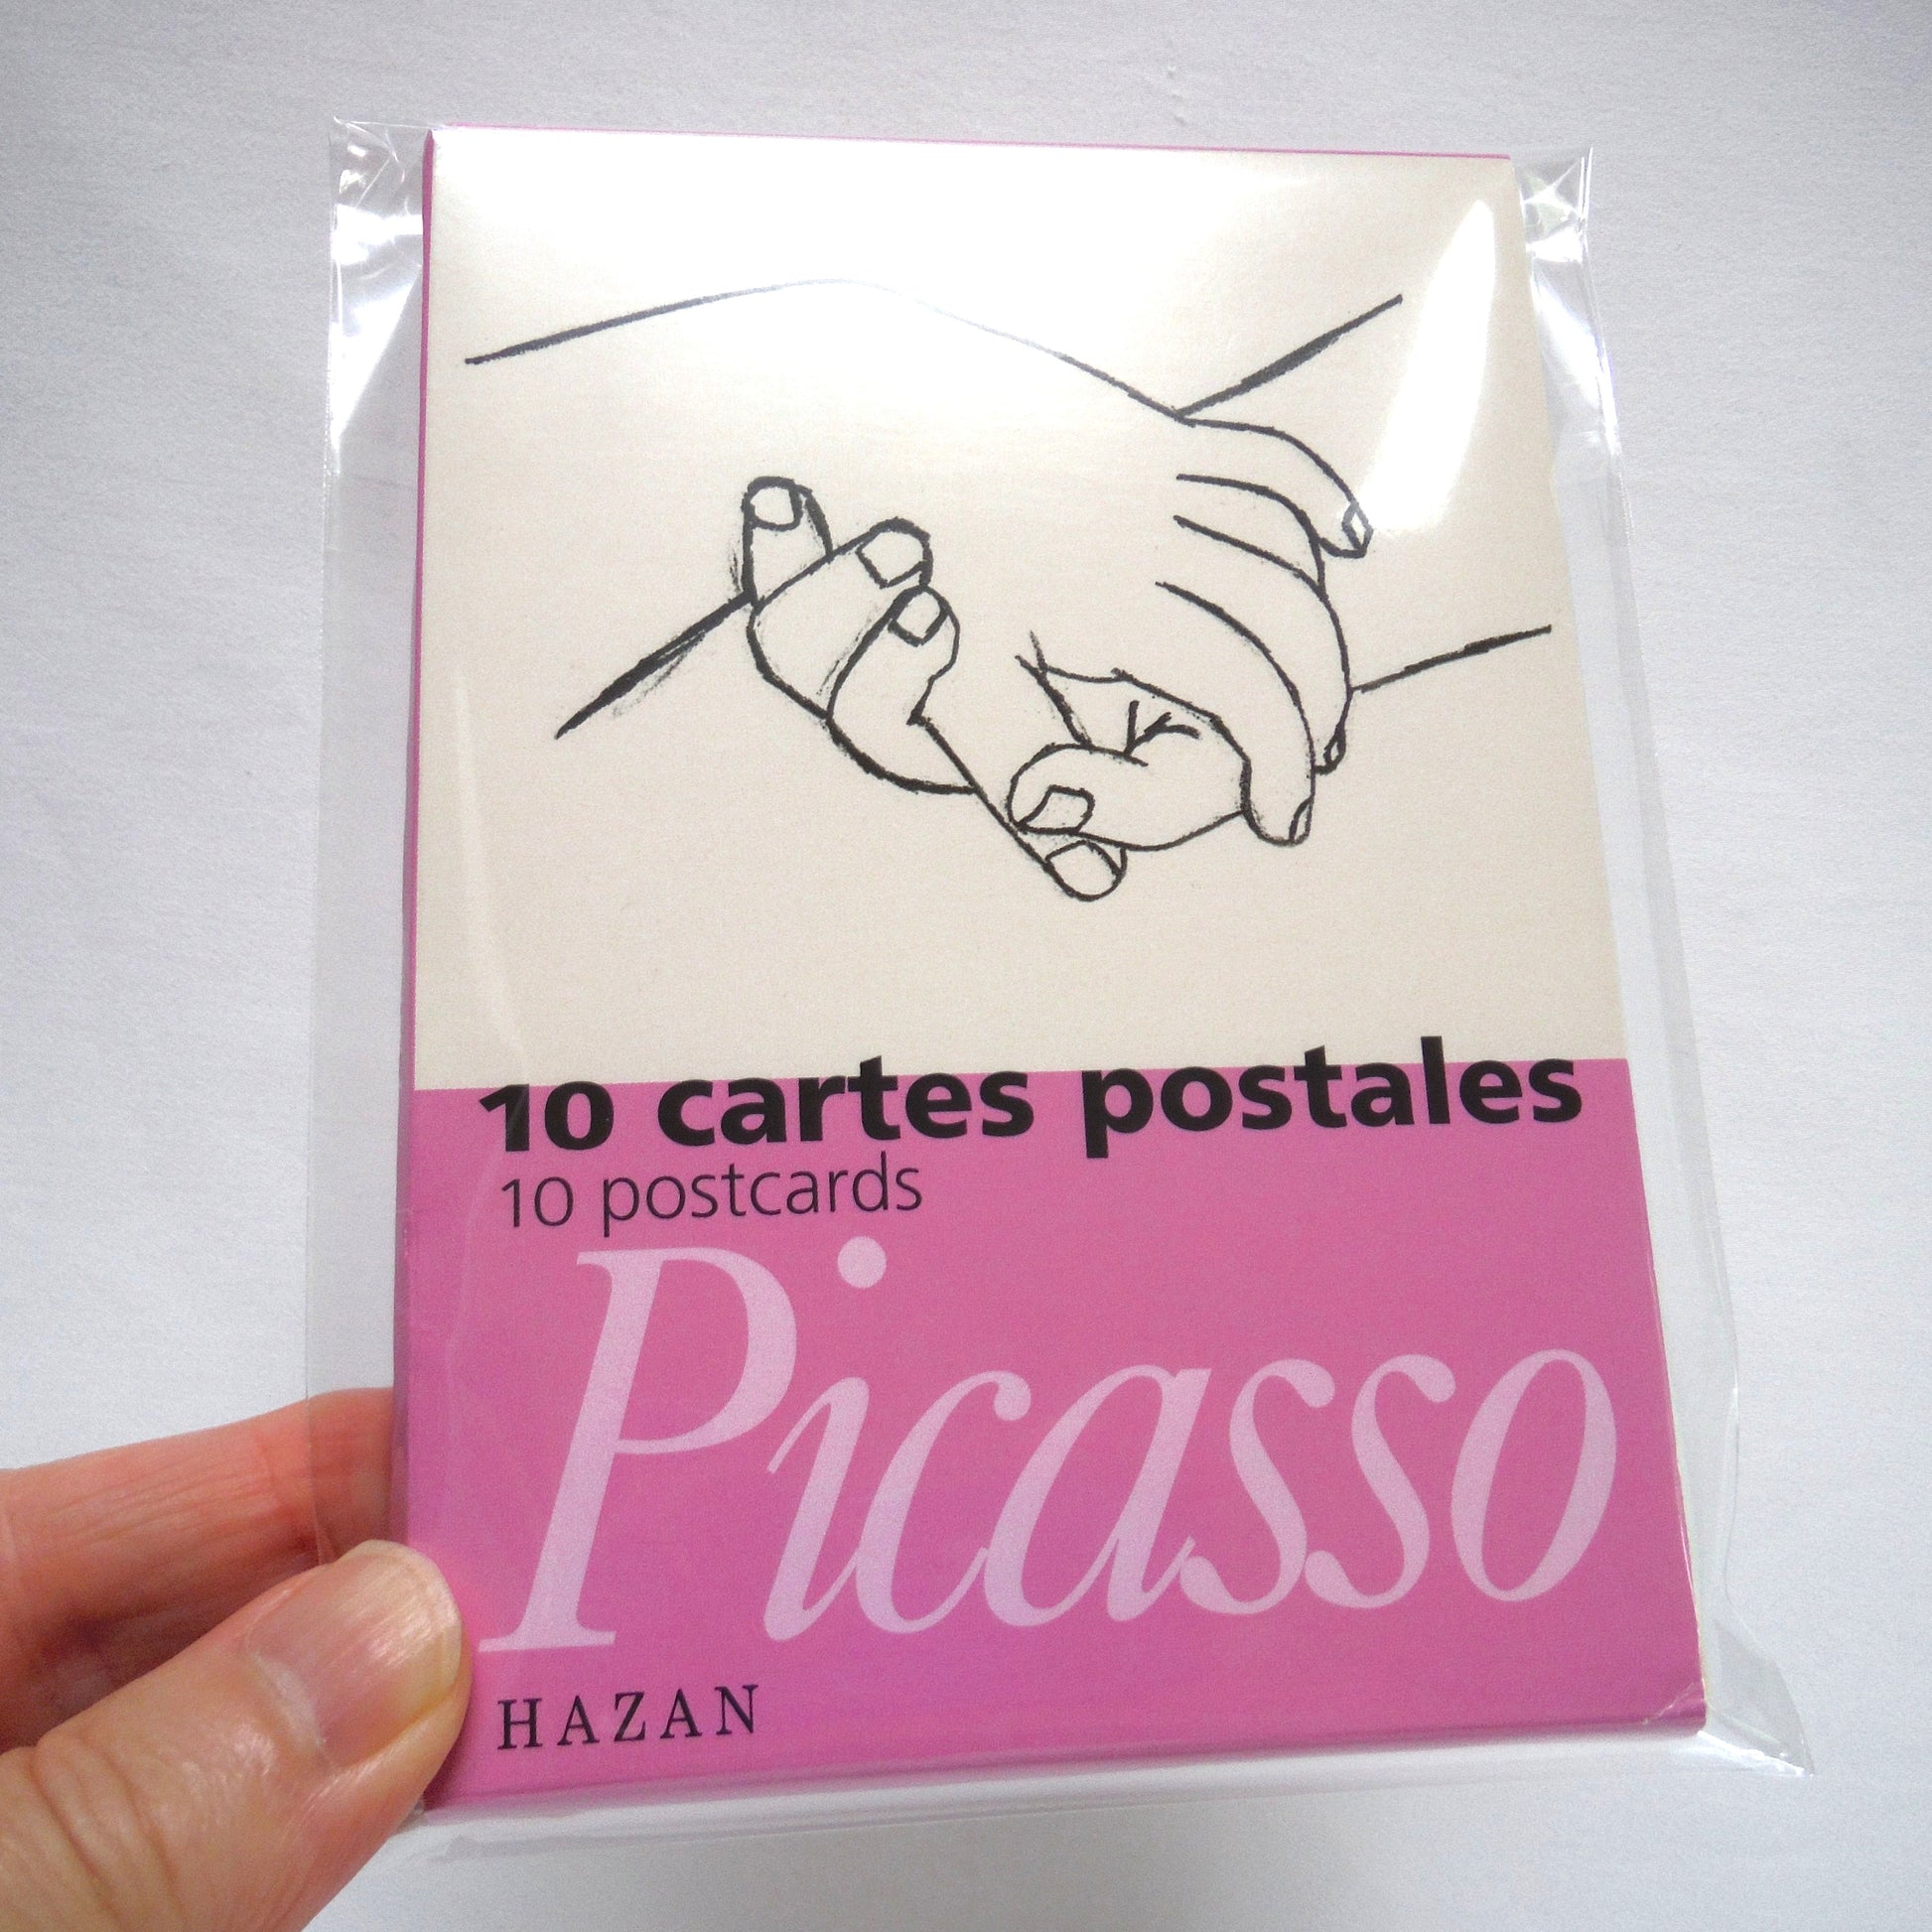 10 cartes postales
10 postcards
Picasso
HAZAN